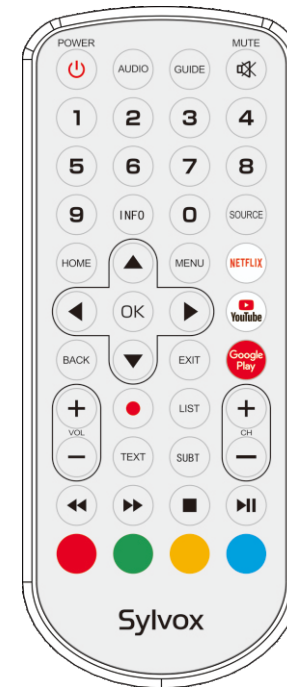 POWER MUTE
AUDIO GUIDE
1 2 3 4
5 6 7 8
9 INFO 0 SOURCE
HOME MENU NETFLIX
OK YouTube
BACK EXIT Google Play
+ LIST +
VOL CH
− TEXT SUBT −
Sylvox